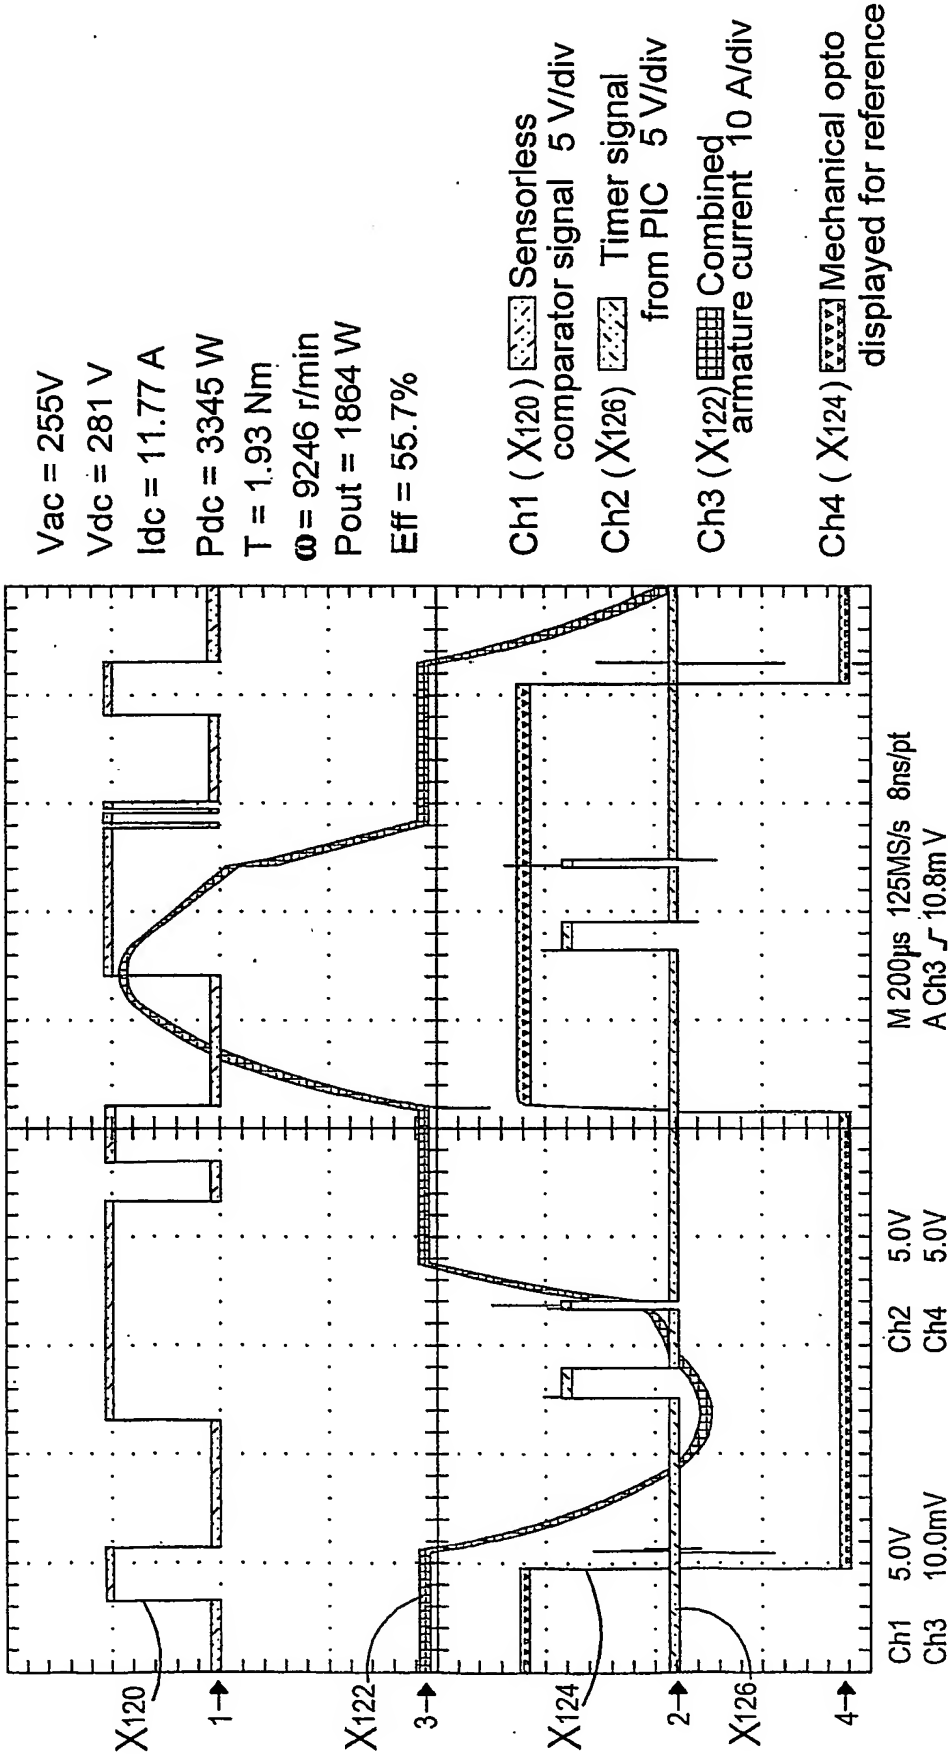 Vac = 255V
Vdc = 281 V
Idc = 11.77 A
Pdc = 3345 W
T = 1.93 Nm
ω = 9246 r/min
Pout = 1864 W
Eff = 55.7%
Ch1 ( X120 ) Sensorless
comparator signal 5 V/div
Ch2 ( X126 ) Timer signal
from PIC 5 V/div
Ch3 ( X122 ) Combined
armature current 10 A/div
Ch4 ( X124 ) Mechanical opto
displayed for reference
X120
1
X122
3
X124
2
X126
4
Ch1 5.0V Ch2 5.0V M 200µs 125MS/s 8ns/pt
Ch3 10.0mV Ch4 5.0V A Ch3 10.8m V